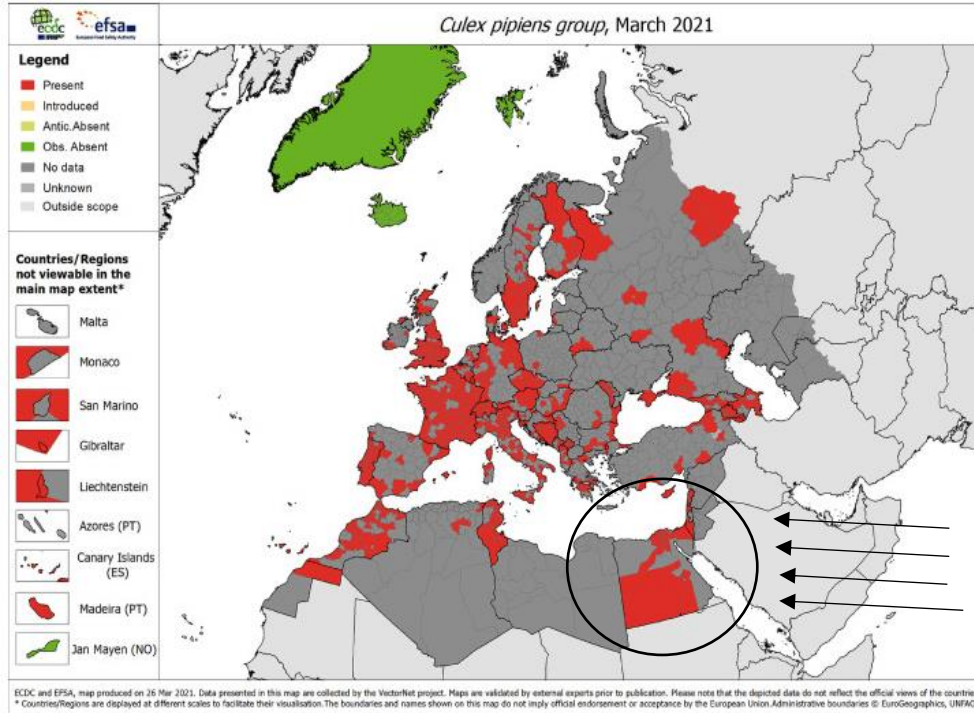 ecdc
efsa
European Food Safety Authority
Culex pipiens group, March 2021
Legend
Present
Introduced
Antic.Absent
Obs. Absent
No data
Unknown
Outside scope
Countries/Regions
not viewable in the
main map extent*
Malta
Monaco
San Marino
Gibraltar
Liechtenstein
Azores (PT)
Canary Islands
(ES)
Madeira (PT)
Jan Mayen (NO)
ECDC and EFSA, map produced on 26 Mar 2021. Data presented in this map are collected by the VectorNet project. Maps are validated by external experts prior to publication. Please note that the depicted data do not reflect the official views of the countrie
* Countries/Regions are displayed at different scales to facilitate their visualisation. The boundaries and names shown on this map do not imply official endorsement or acceptance by the European Union. Administrative boundaries © EuroGeographics, UNFAO